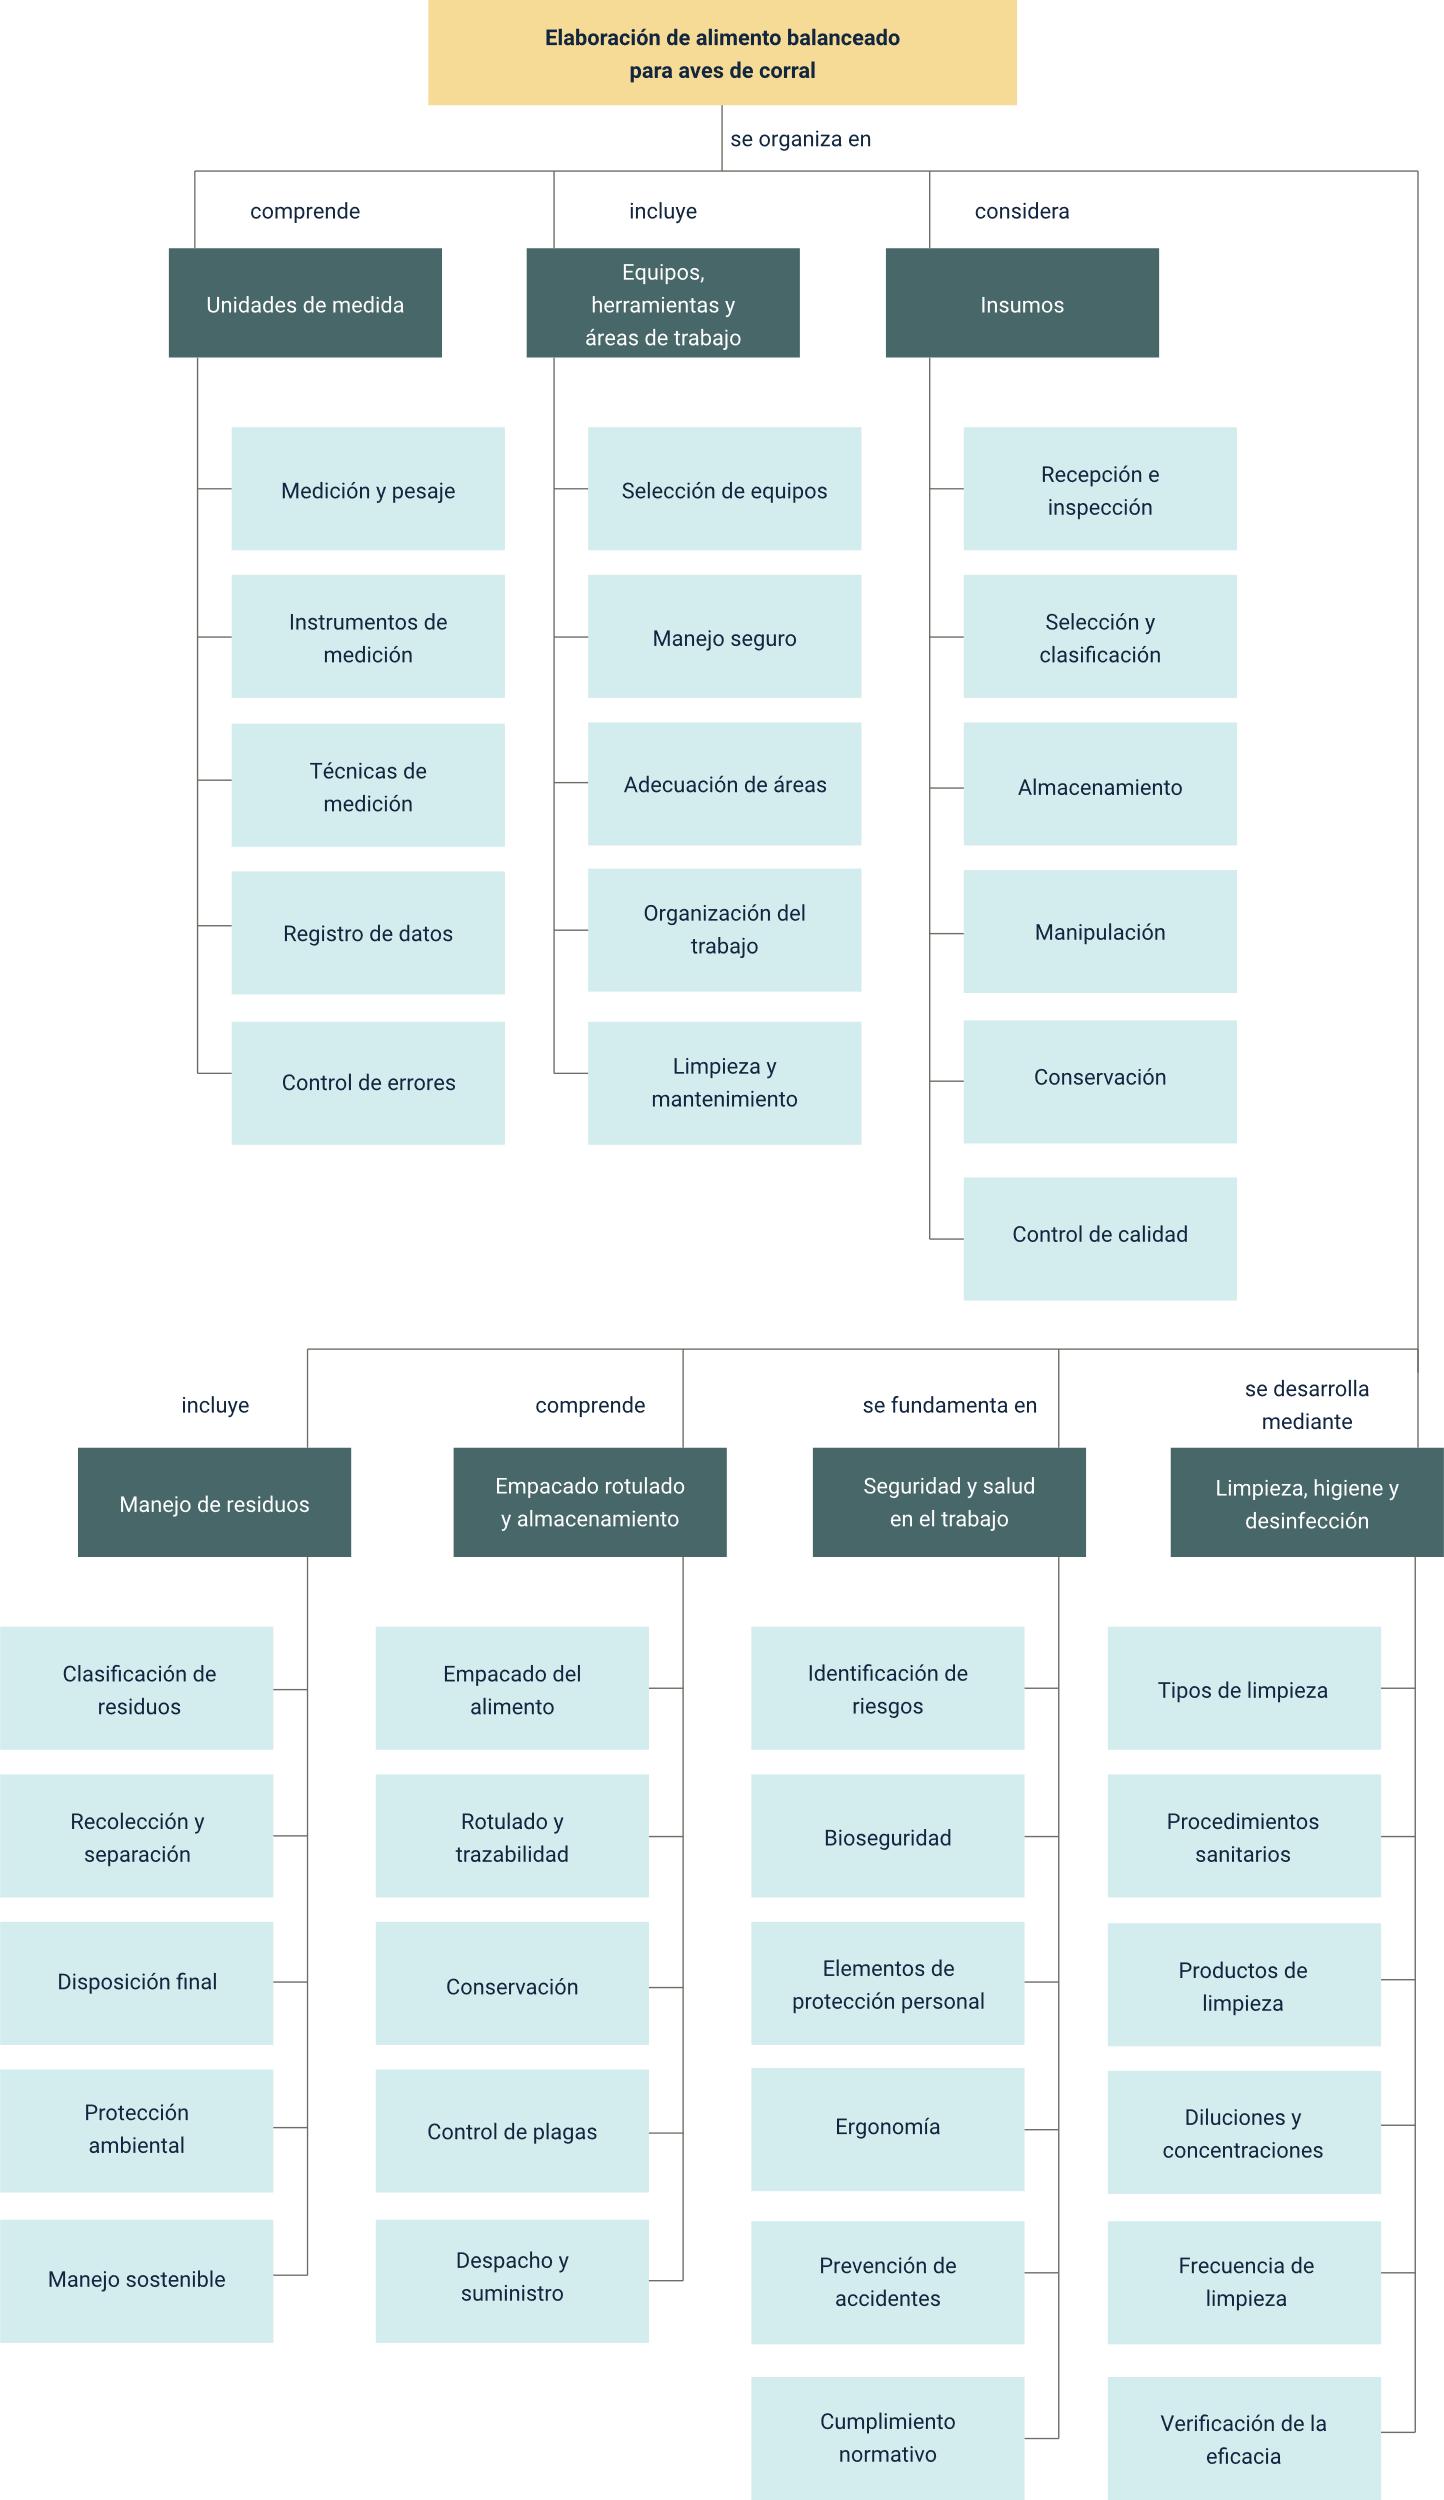 Elaboración de alimento balanceado
para aves de corral
se organiza en
comprende
incluye
considera
Unidades de medida
Equipos,
herramientas y
áreas de trabajo
Insumos
Medición y pesaje
Instrumentos de
medición
Técnicas de
medición
Registro de datos
Control de errores
Selección de equipos
Manejo seguro
Adecuación de áreas
Organización del
trabajo
Limpieza y
mantenimiento
Recepción e
inspección
Selección y
clasificación
Almacenamiento
Manipulación
Conservación
Control de calidad
incluye
comprende
se fundamenta en
se desarrolla
mediante
Manejo de residuos
Empacado rotulado
y almacenamiento
Seguridad y salud
en el trabajo
Limpieza, higiene y
desinfección
Clasificación de
residuos
Recolección y
separación
Disposición final
Protección
ambiental
Manejo sostenible
Empacado del
alimento
Rotulado y
trazabilidad
Conservación
Control de plagas
Despacho y
suministro
Identificación de
riesgos
Bioseguridad
Elementos de
protección personal
Ergonomía
Prevención de
accidentes
Cumplimiento
normativo
Tipos de limpieza
Procedimientos
sanitarios
Productos de
limpieza
Diluciones y
concentraciones
Frecuencia de
limpieza
Verificación de la
eficacia